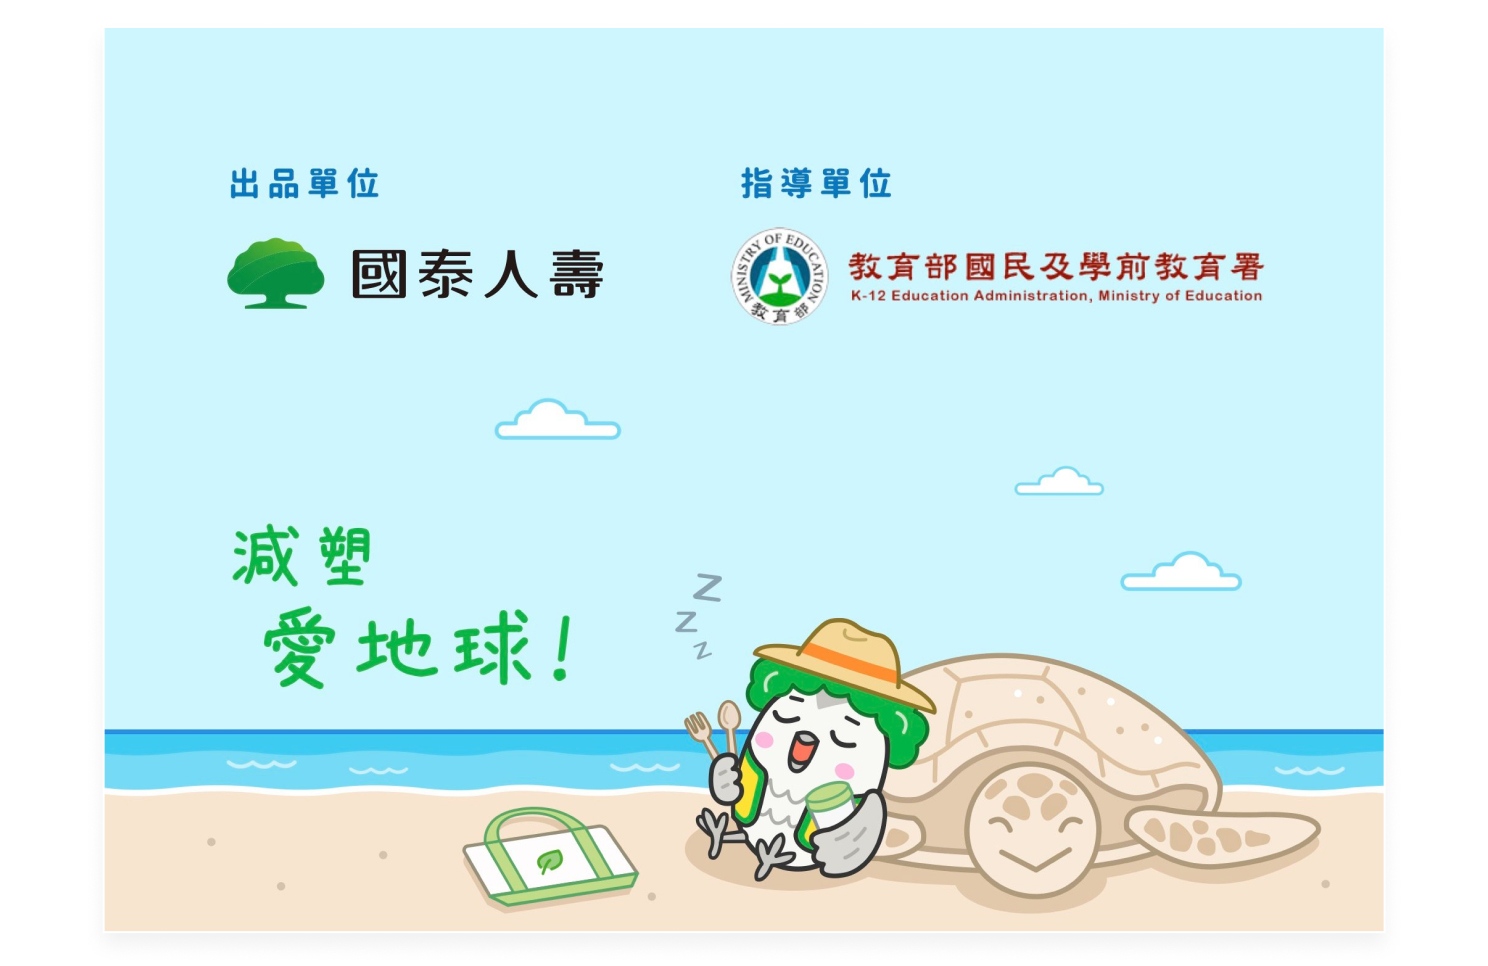 出品單位
國泰人壽
指導單位
MINISTRY OF EDUCATION
教育部
教育部國民及學前教育署
K-12 Education Administration, Ministry of Education
減塑
愛地球!
Z
Z
Z